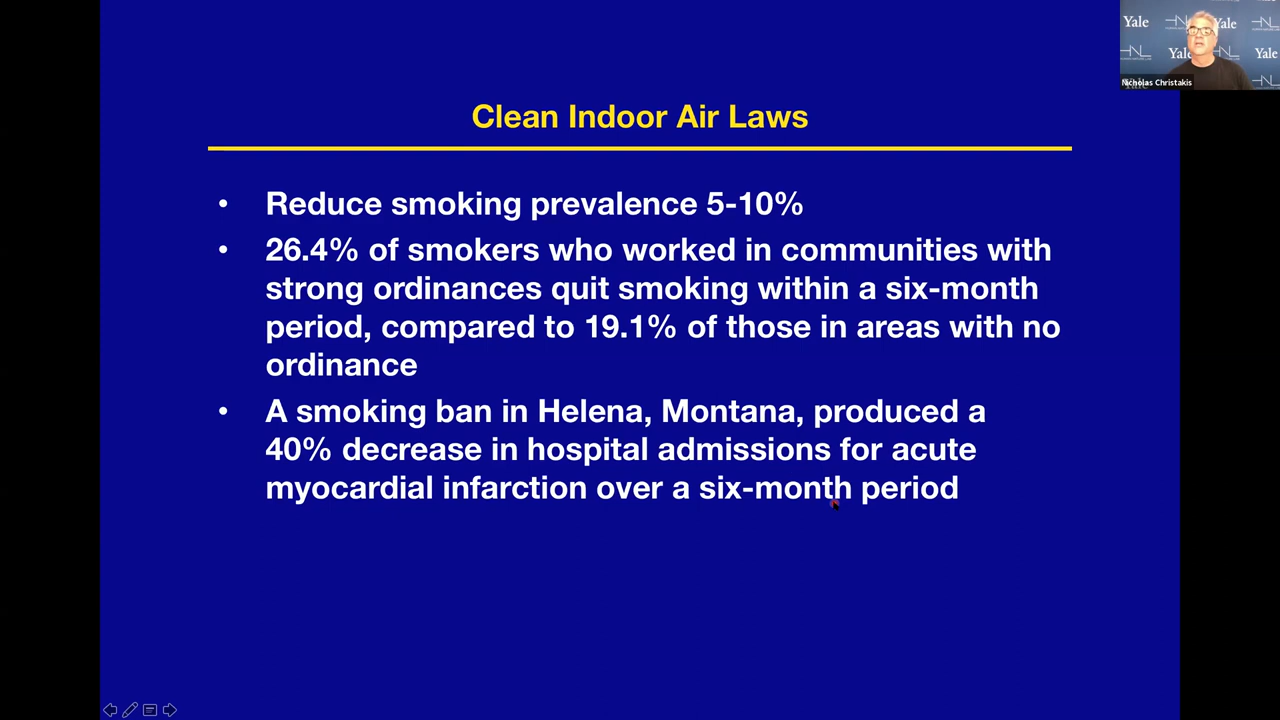 Yale
Yale
Yale
Yale
Nicholas Christakis
Clean Indoor Air Laws
• Reduce smoking prevalence 5-10%
• 26.4% of smokers who worked in communities with
strong ordinances quit smoking within a six-month
period, compared to 19.1% of those in areas with no
ordinance
• A smoking ban in Helena, Montana, produced a
40% decrease in hospital admissions for acute
myocardial infarction over a six-month period